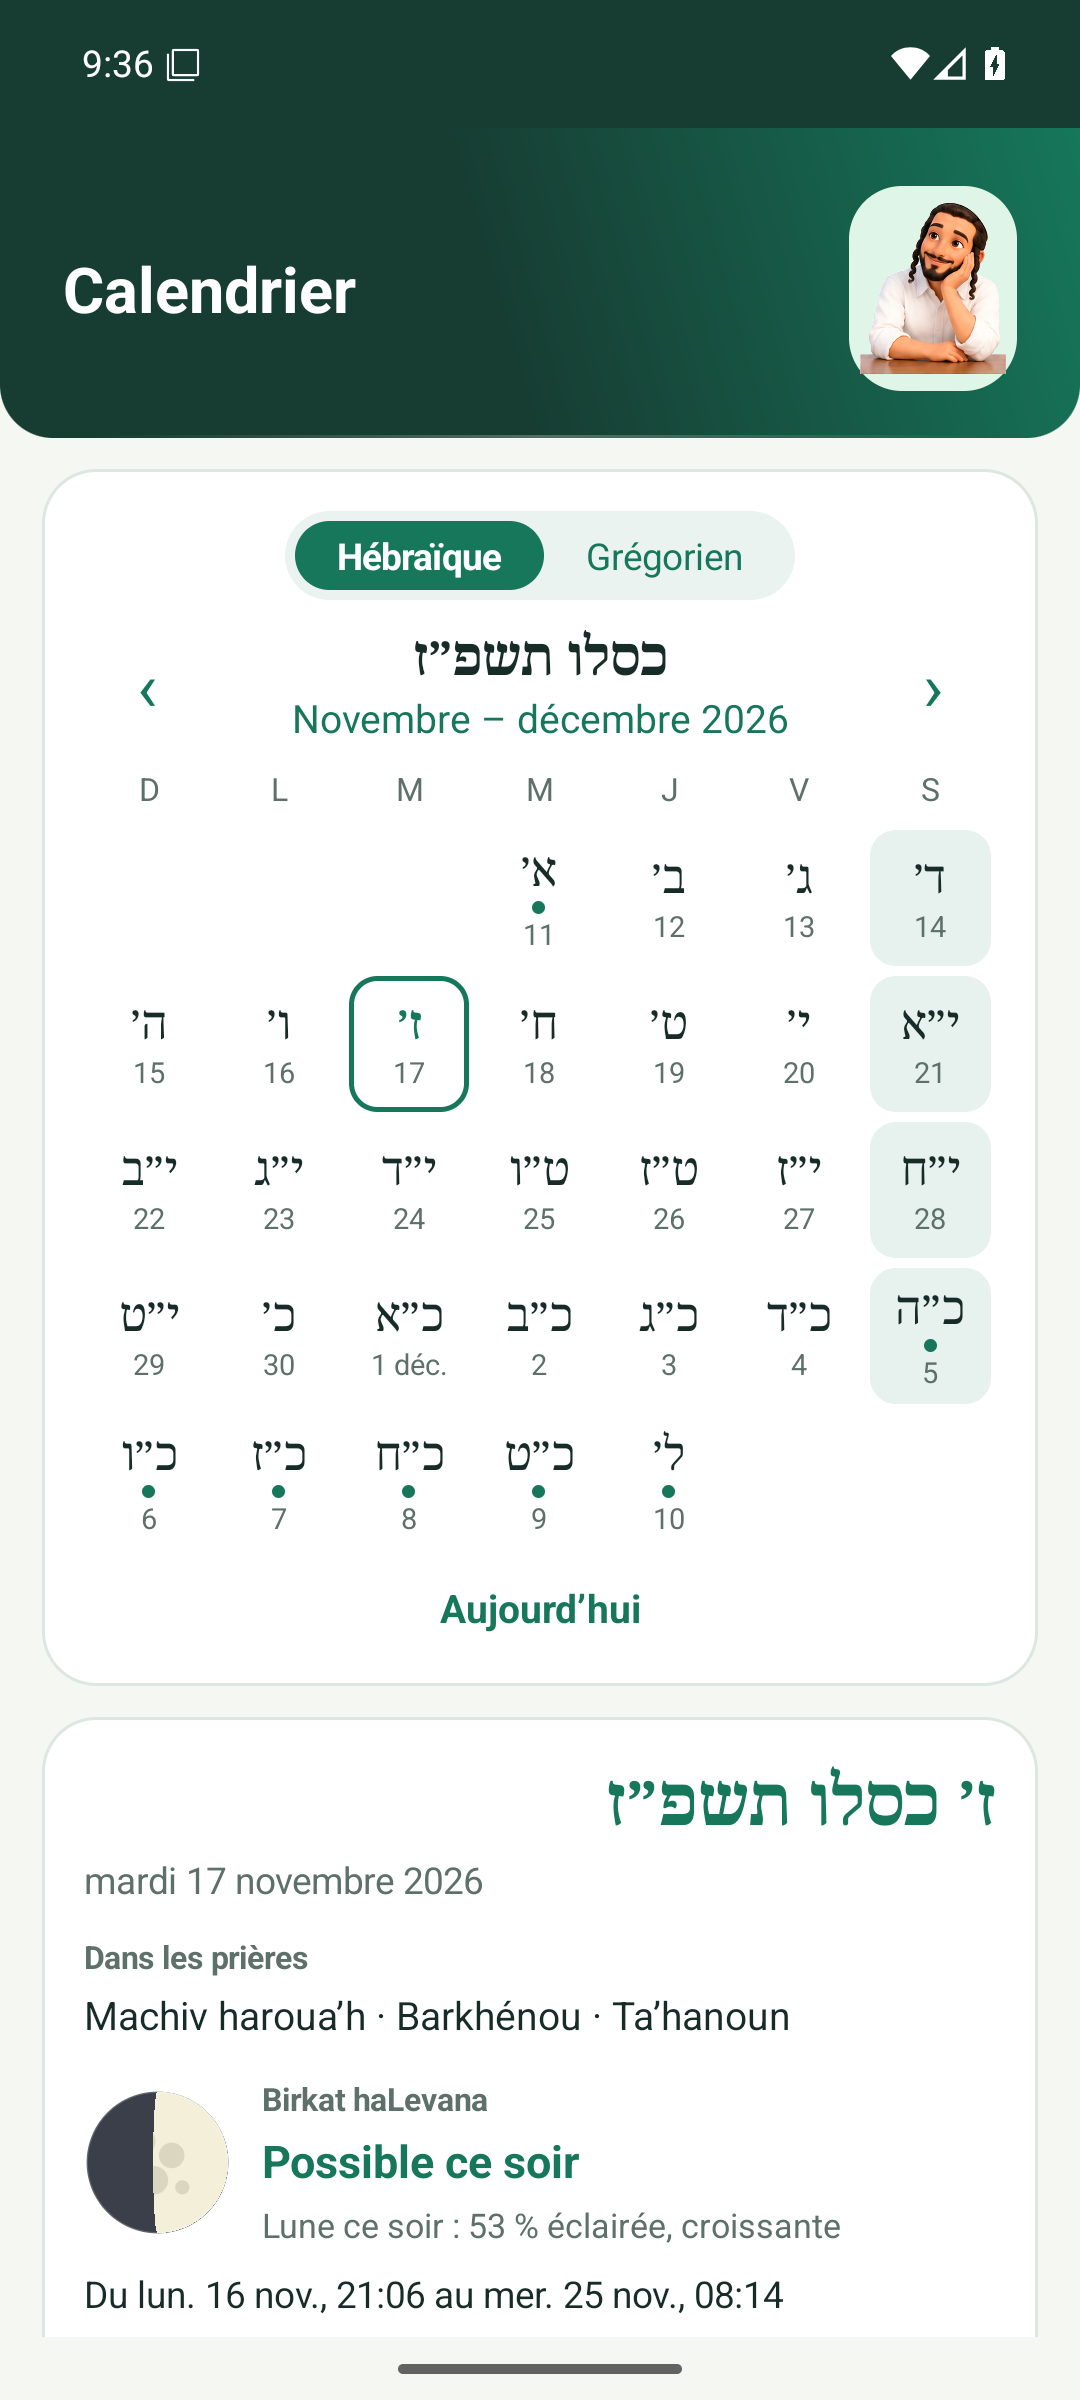 9:36
Calendrier
Hébraïque Grégorien
כסלו תשפ״ז
‹ ›
Novembre – décembre 2026
D L M M J V S
א׳ ב׳ ג׳ ד׳
11 12 13 14
ה׳ ו׳ ז׳ ח׳ ט׳ י׳ י״א
15 16 17 18 19 20 21
י״ב י״ג י״ד ט״ו ט״ז י״ז י״ח
22 23 24 25 26 27 28
י״ט כ׳ כ״א כ״ב כ״ג כ״ד כ״ה
29 30 1 déc. 2 3 4 5
כ״ו כ״ז כ״ח כ״ט ל׳
6 7 8 9 10
Aujourd’hui
ז׳ כסלו תשפ״ז
mardi 17 novembre 2026
Dans les prières
Machiv haroua’h · Barkhénou · Ta’hanoun
Birkat haLevana
Possible ce soir
Lune ce soir : 53 % éclairée, croissante
Du lun. 16 nov., 21:06 au mer. 25 nov., 08:14